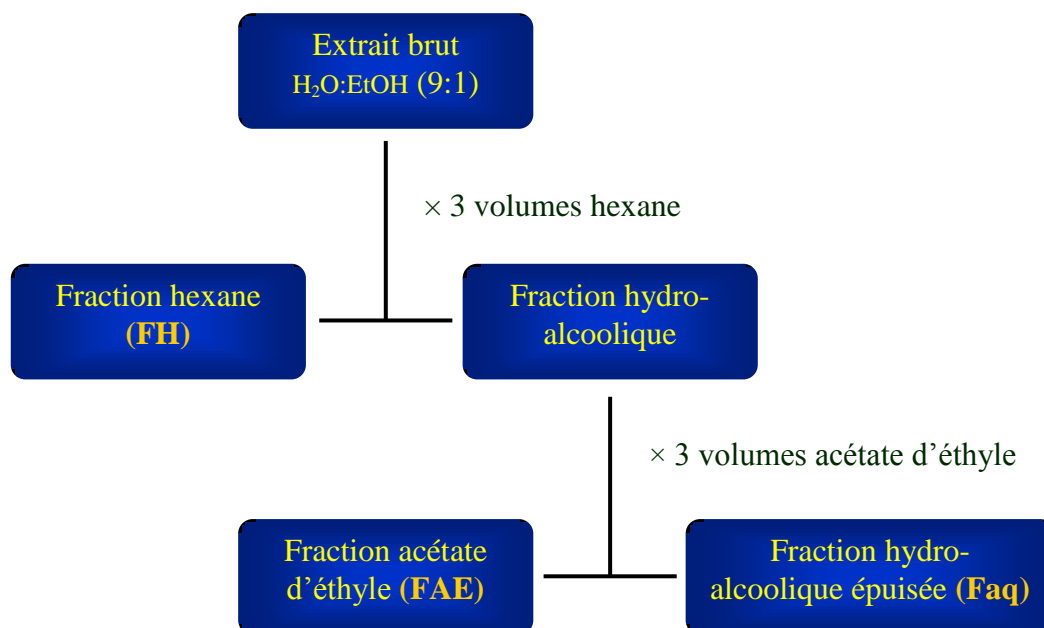 Extrait brut
H₂O:EtOH (9:1)
× 3 volumes hexane
Fraction hexane
(FH)
Fraction hydro-
alcoolique
× 3 volumes acétate d’éthyle
Fraction acétate
d’éthyle (FAE)
Fraction hydro-
alcoolique épuisée (Faq)